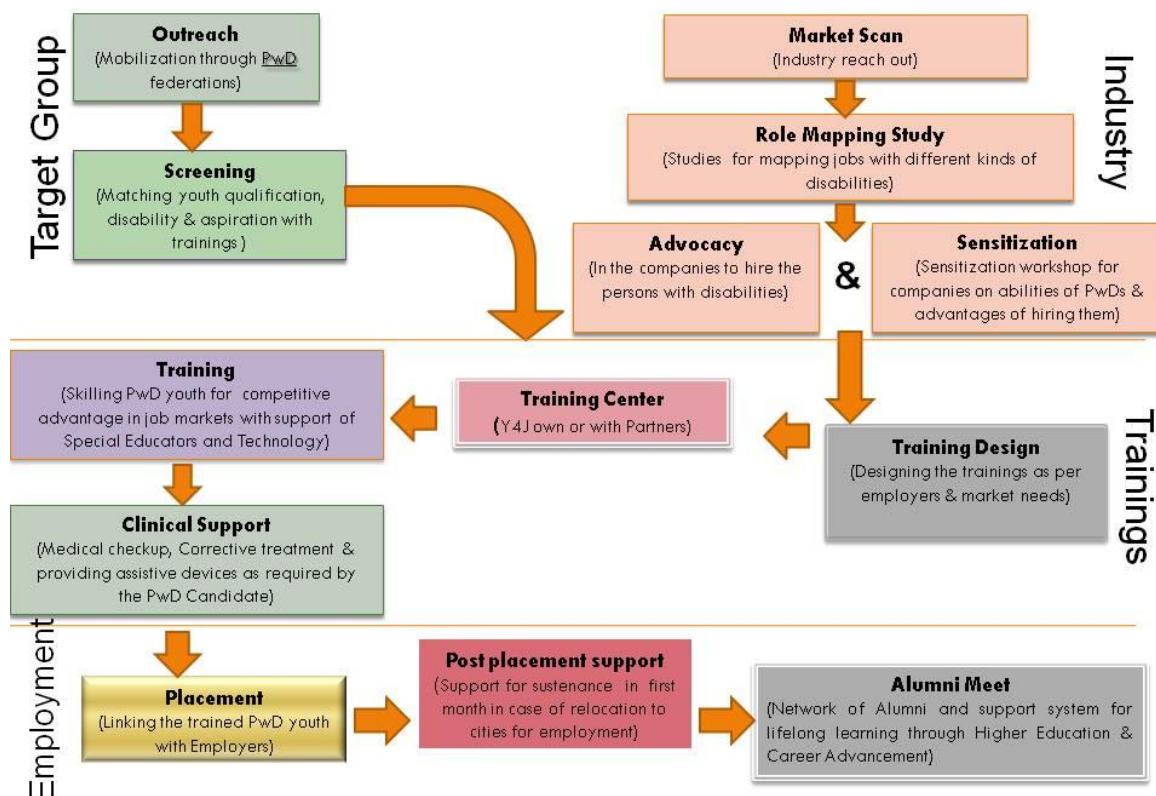 Target Group
Outreach
(Mobilization through PwD
federations)
Screening
(Matching youth qualification,
disability & aspiration with
trainings )
Industry
Market Scan
(Industry reach out)
Role Mapping Study
(Studies for mapping jobs with different kinds of
disabilities)
Advocacy
(In the companies to hire the
persons with disabilities)
&
Sensitization
(Sensitization workshop for
companies on abilities of PwDs &
advantages of hiring them)
Trainings
Training Design
(Designing the trainings as per
employers & market needs)
Training Center
(Y4J own or with Partners)
Training
(Skilling PwD youth for competitive
advantage in job markets with support of
Special Educators and Technology)
Clinical Support
(Medical checkup, Corrective treatment &
providing assistive devices as required by
the PwD Candidate)
Employment
Placement
(Linking the trained PwD youth
with Employers)
Post placement support
(Support for sustenance in first
month in case of relocation to
cities for employment)
Alumni Meet
(Network of Alumni and support system for
lifelong learning through Higher Education &
Career Advancement)